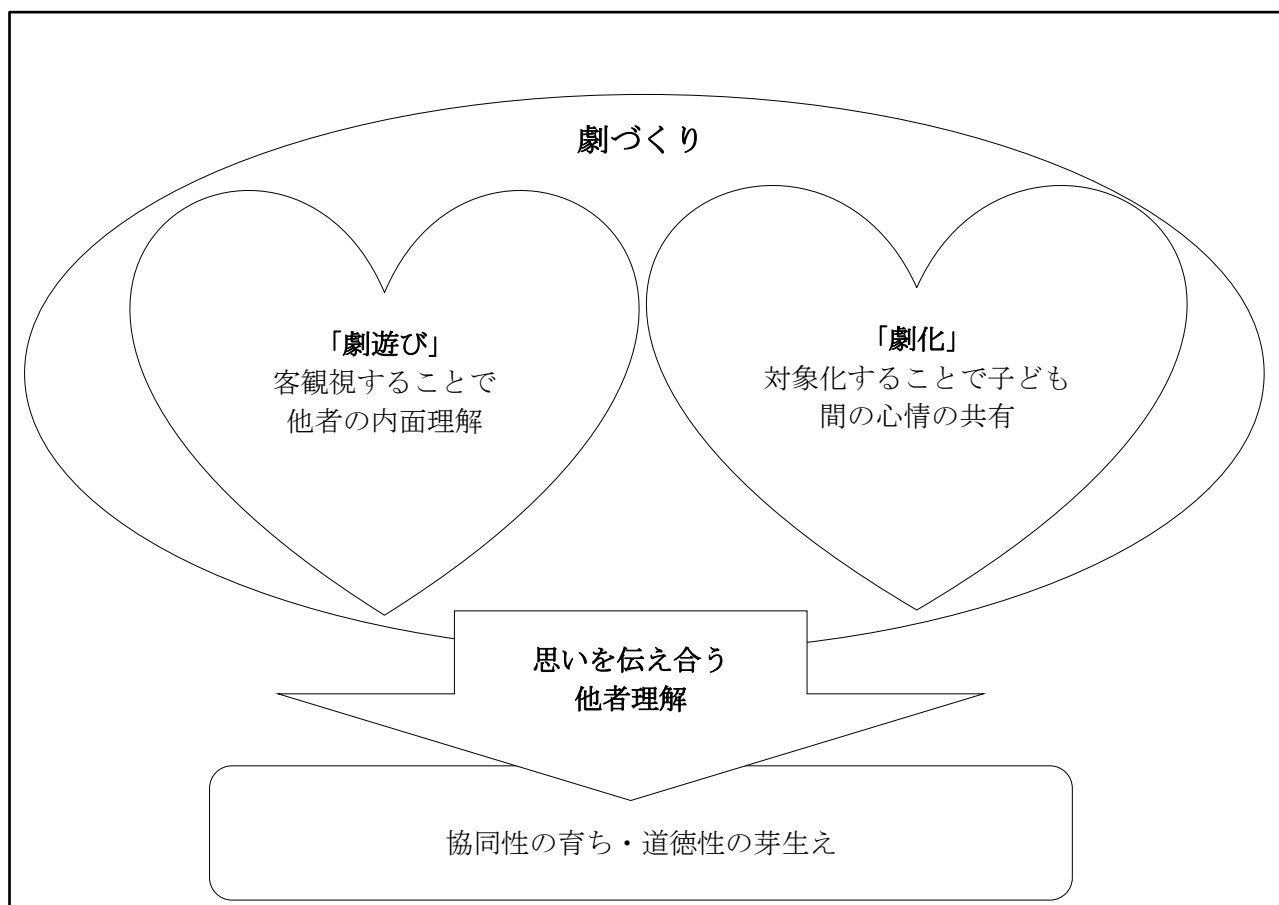 劇づくり
「劇遊び」
客観視することで
他者の内面理解
「劇化」
対象化することで子ども
間の心情の共有
思いを伝え合う
他者理解
協同性の育ち・道徳性の芽生え